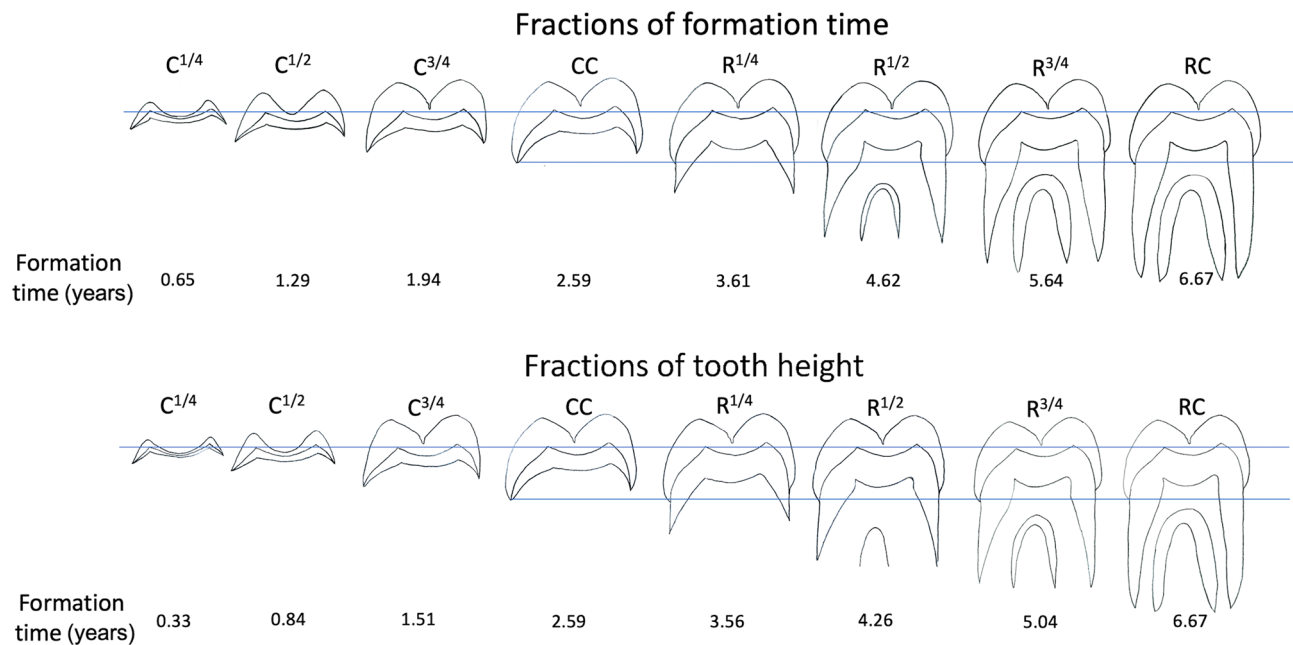 Fractions of formation time
C1/4 C1/2 C3/4 CC R1/4 R1/2 R3/4 RC
Formation
time (years) 0.65 1.29 1.94 2.59 3.61 4.62 5.64 6.67
Fractions of tooth height
C1/4 C1/2 C3/4 CC R1/4 R1/2 R3/4 RC
Formation
time (years) 0.33 0.84 1.51 2.59 3.56 4.26 5.04 6.67